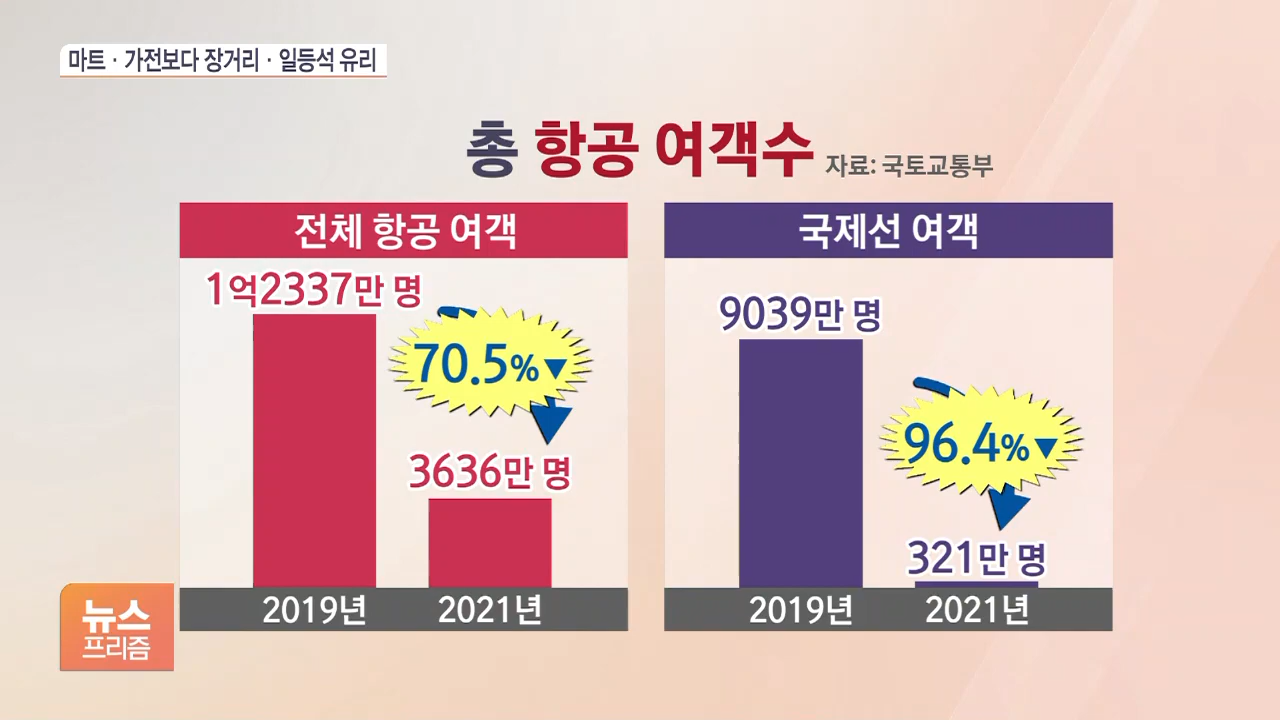 마트 · 가전보다 장거리 · 일등석 유리
총 항공 여객수 자료: 국토교통부
전체 항공 여객
1억2337만 명
70.5%▼
3636만 명
2019년 2021년
국제선 여객
9039만 명
96.4%▼
321만 명
2019년 2021년
뉴스
프리즘